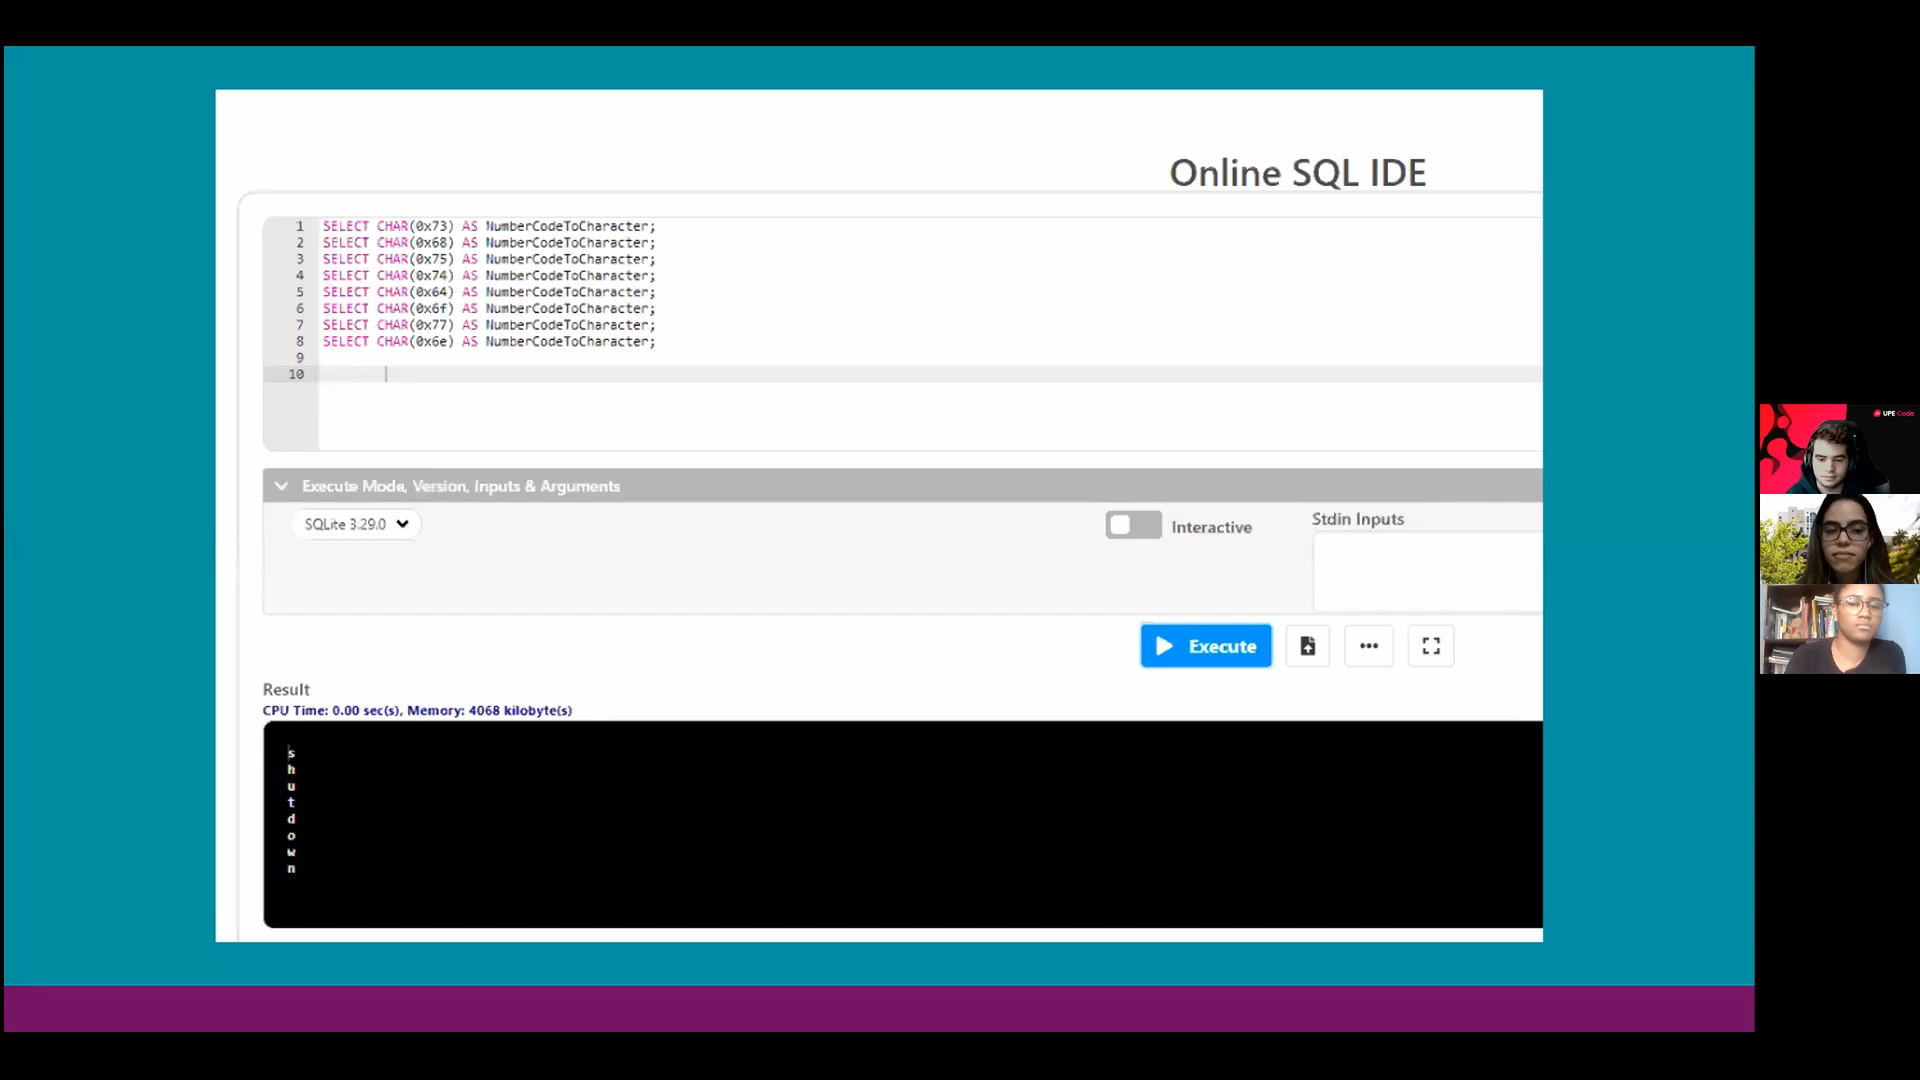 Online SQL IDE
1 SELECT CHAR(0x73) AS NumberCodeToCharacter;
2 SELECT CHAR(0x68) AS NumberCodeToCharacter;
3 SELECT CHAR(0x75) AS NumberCodeToCharacter;
4 SELECT CHAR(0x74) AS NumberCodeToCharacter;
5 SELECT CHAR(0x64) AS NumberCodeToCharacter;
6 SELECT CHAR(0x6f) AS NumberCodeToCharacter;
7 SELECT CHAR(0x77) AS NumberCodeToCharacter;
8 SELECT CHAR(0x6e) AS NumberCodeToCharacter;
9
10
Execute Mode, Version, Inputs & Arguments
SQLite 3.29.0
Interactive
Stdin Inputs
Execute
Result
CPU Time: 0.00 sec(s), Memory: 4068 kilobyte(s)
s
h
u
t
d
o
w
n
UPE Code